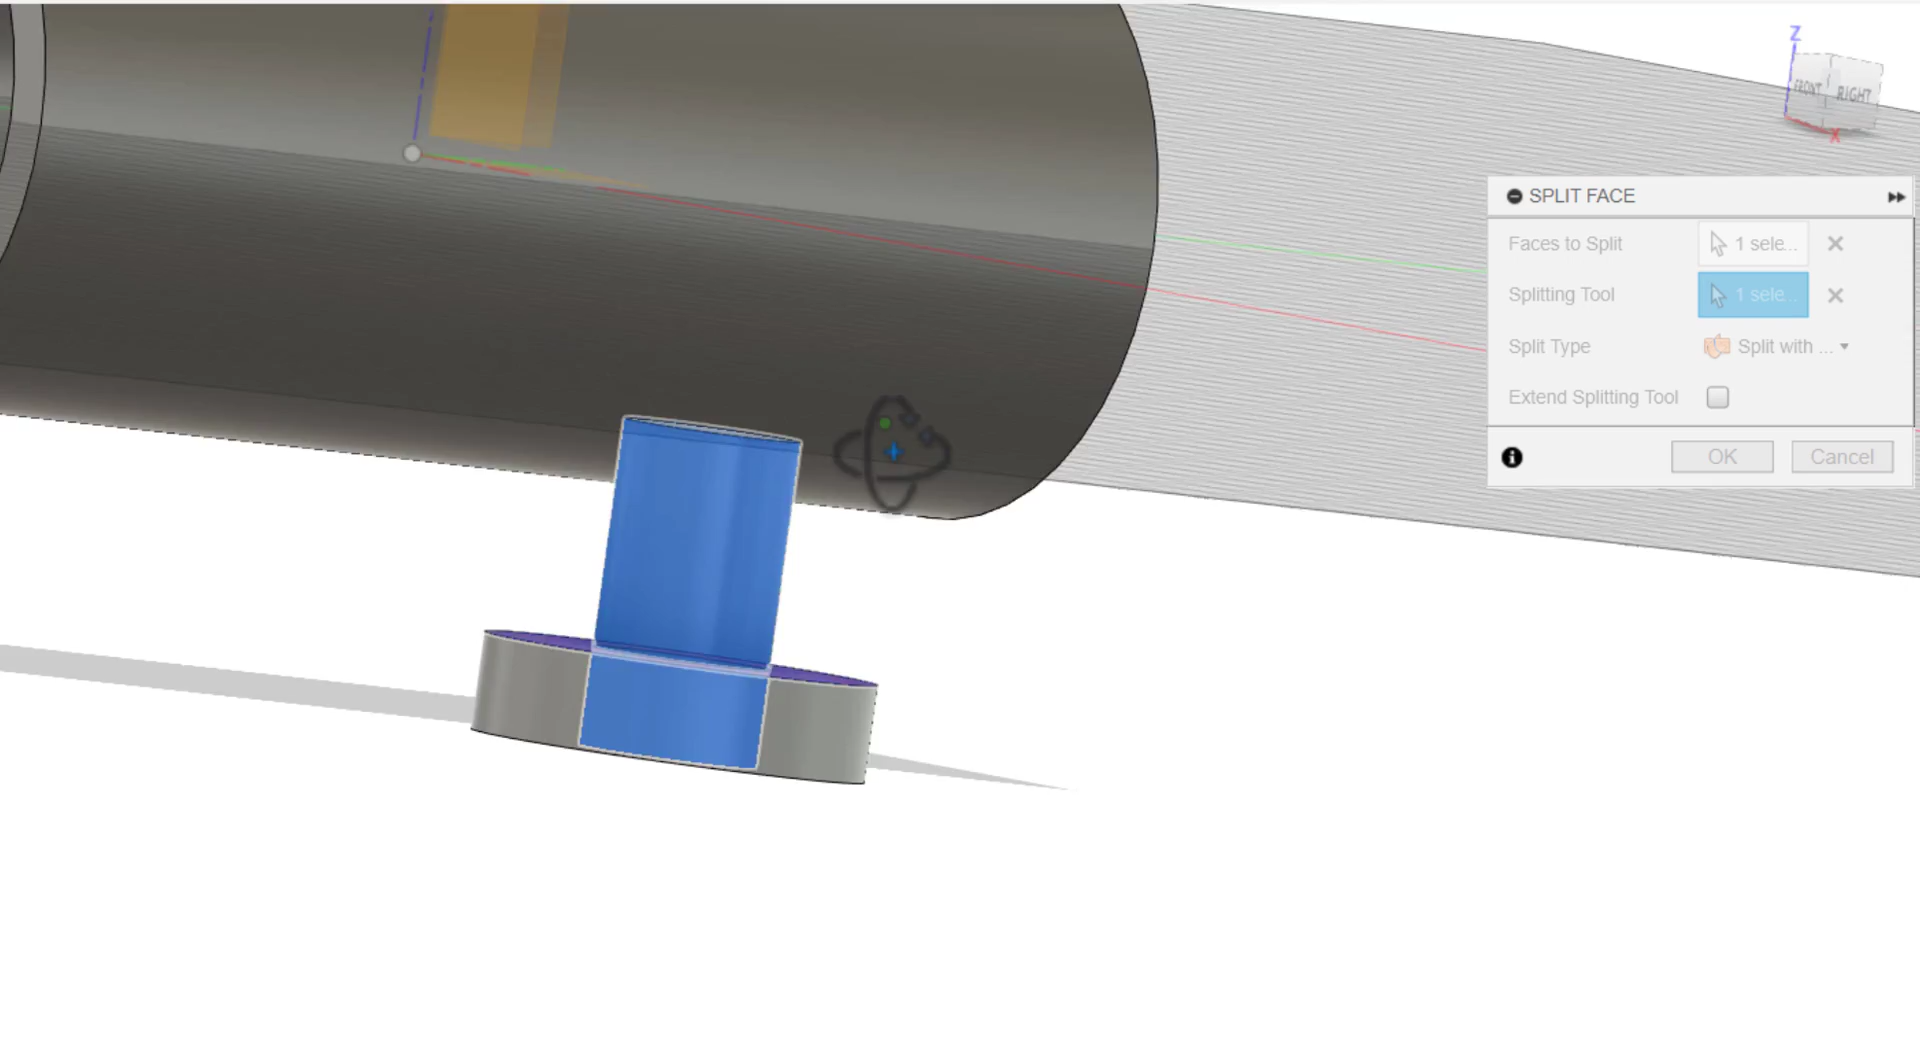 Z
FRONT
RIGHT
X
SPLIT FACE
Faces to Split 1 sele...
Splitting Tool 1 sele...
Split Type Split with ...
Extend Splitting Tool
OK Cancel